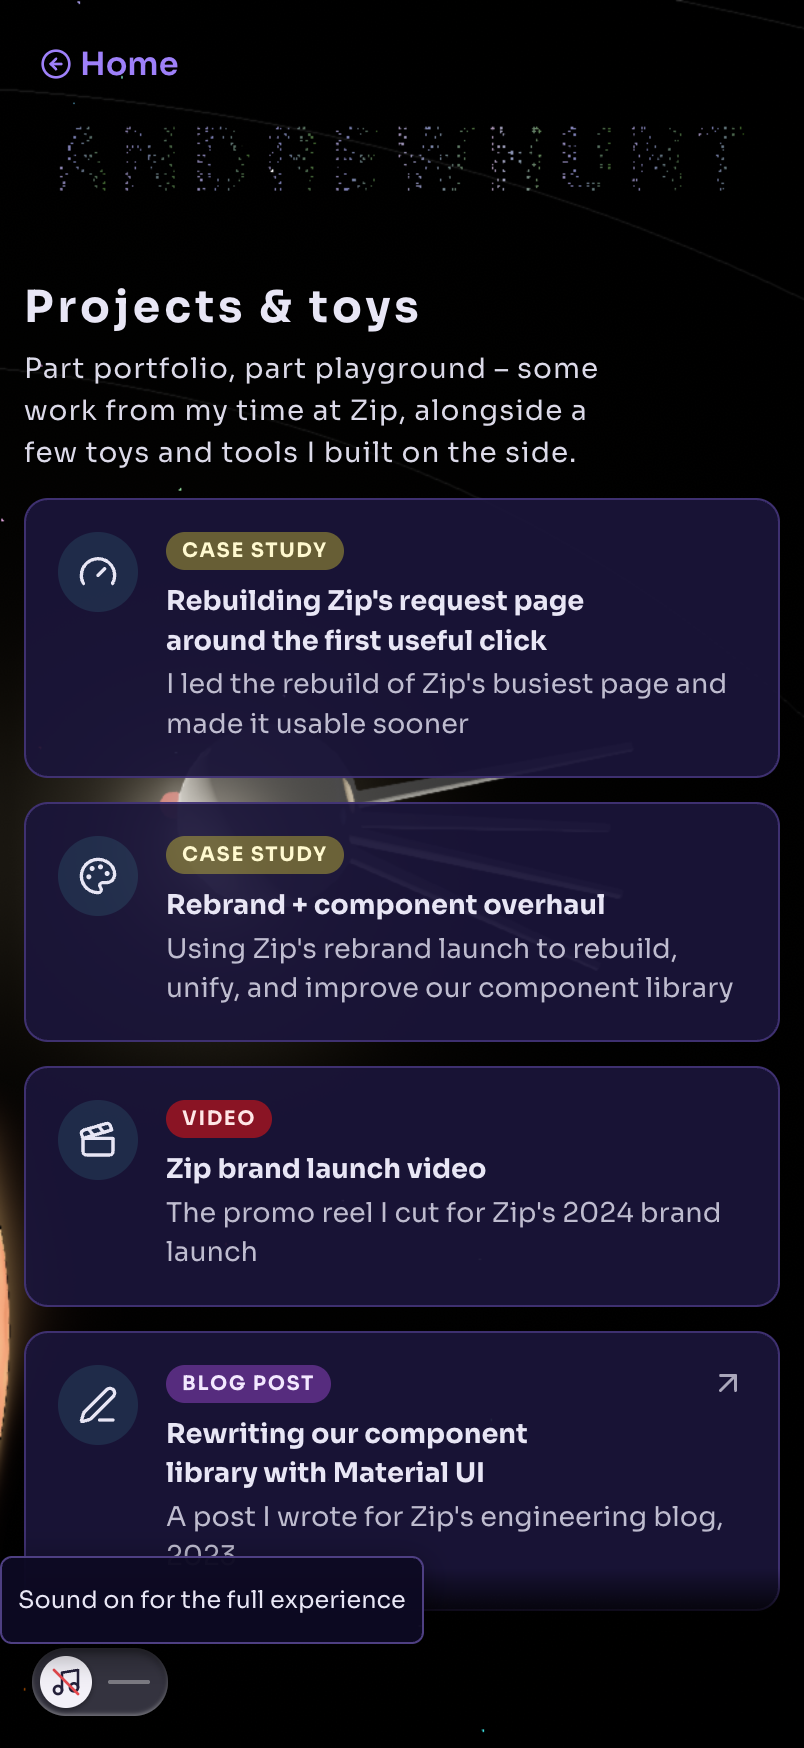 Home
ANDREW HUNT
Projects & toys
Part portfolio, part playground – some
work from my time at Zip, alongside a
few toys and tools I built on the side.
CASE STUDY
Rebuilding Zip's request page
around the first useful click
I led the rebuild of Zip's busiest page and
made it usable sooner
CASE STUDY
Rebrand + component overhaul
Using Zip's rebrand launch to rebuild,
unify, and improve our component library
VIDEO
Zip brand launch video
The promo reel I cut for Zip's 2024 brand
launch
BLOG POST
Rewriting our component
library with Material UI
A post I wrote for Zip's engineering blog,
2023
Sound on for the full experience